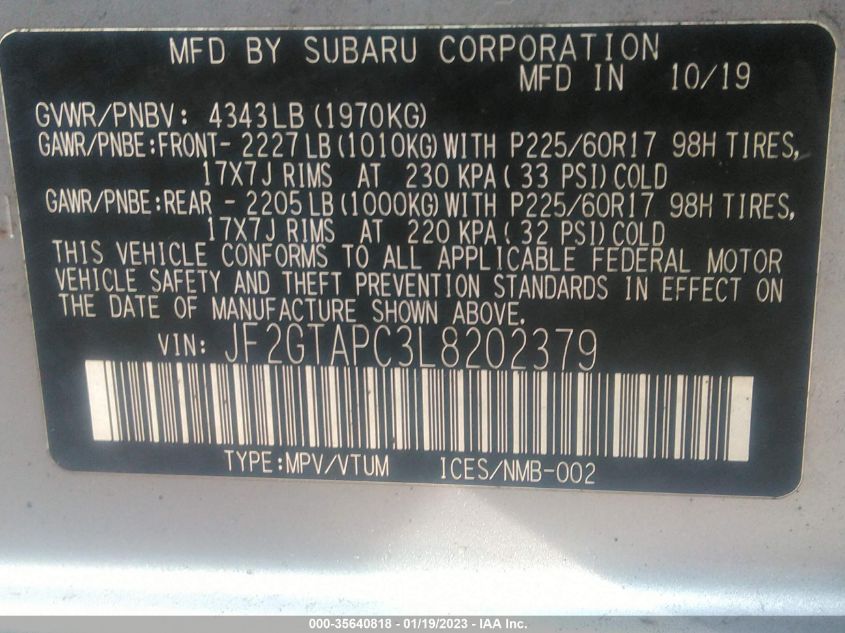 MFD BY SUBARU CORPORATION
MFD IN 10/19
GVWR/PNBV: 4343LB (1970KG)
GAWR/PNBE:FRONT- 2227 LB (1010KG) WITH P225/60R17 98H TIRES,
17X7J RIMS AT 230 KPA ( 33 PSI) COLD
GAWR/PNBE:REAR - 2205 LB (1000KG) WITH P225/60R17 98H TIRES,
17X7J RIMS AT 220 KPA ( 32 PSI) COLD
THIS VEHICLE CONFORMS TO ALL APPLICABLE FEDERAL MOTOR
VEHICLE SAFETY AND THEFT PREVENTION STANDARDS IN EFFECT ON
THE DATE OF MANUFACTURE SHOWN ABOVE.
VIN: JF2GTAPC3L8202379
TYPE:MPV/VTUM ICES/NMB-002
000-35640818 - 01/19/2023 - IAA Inc.